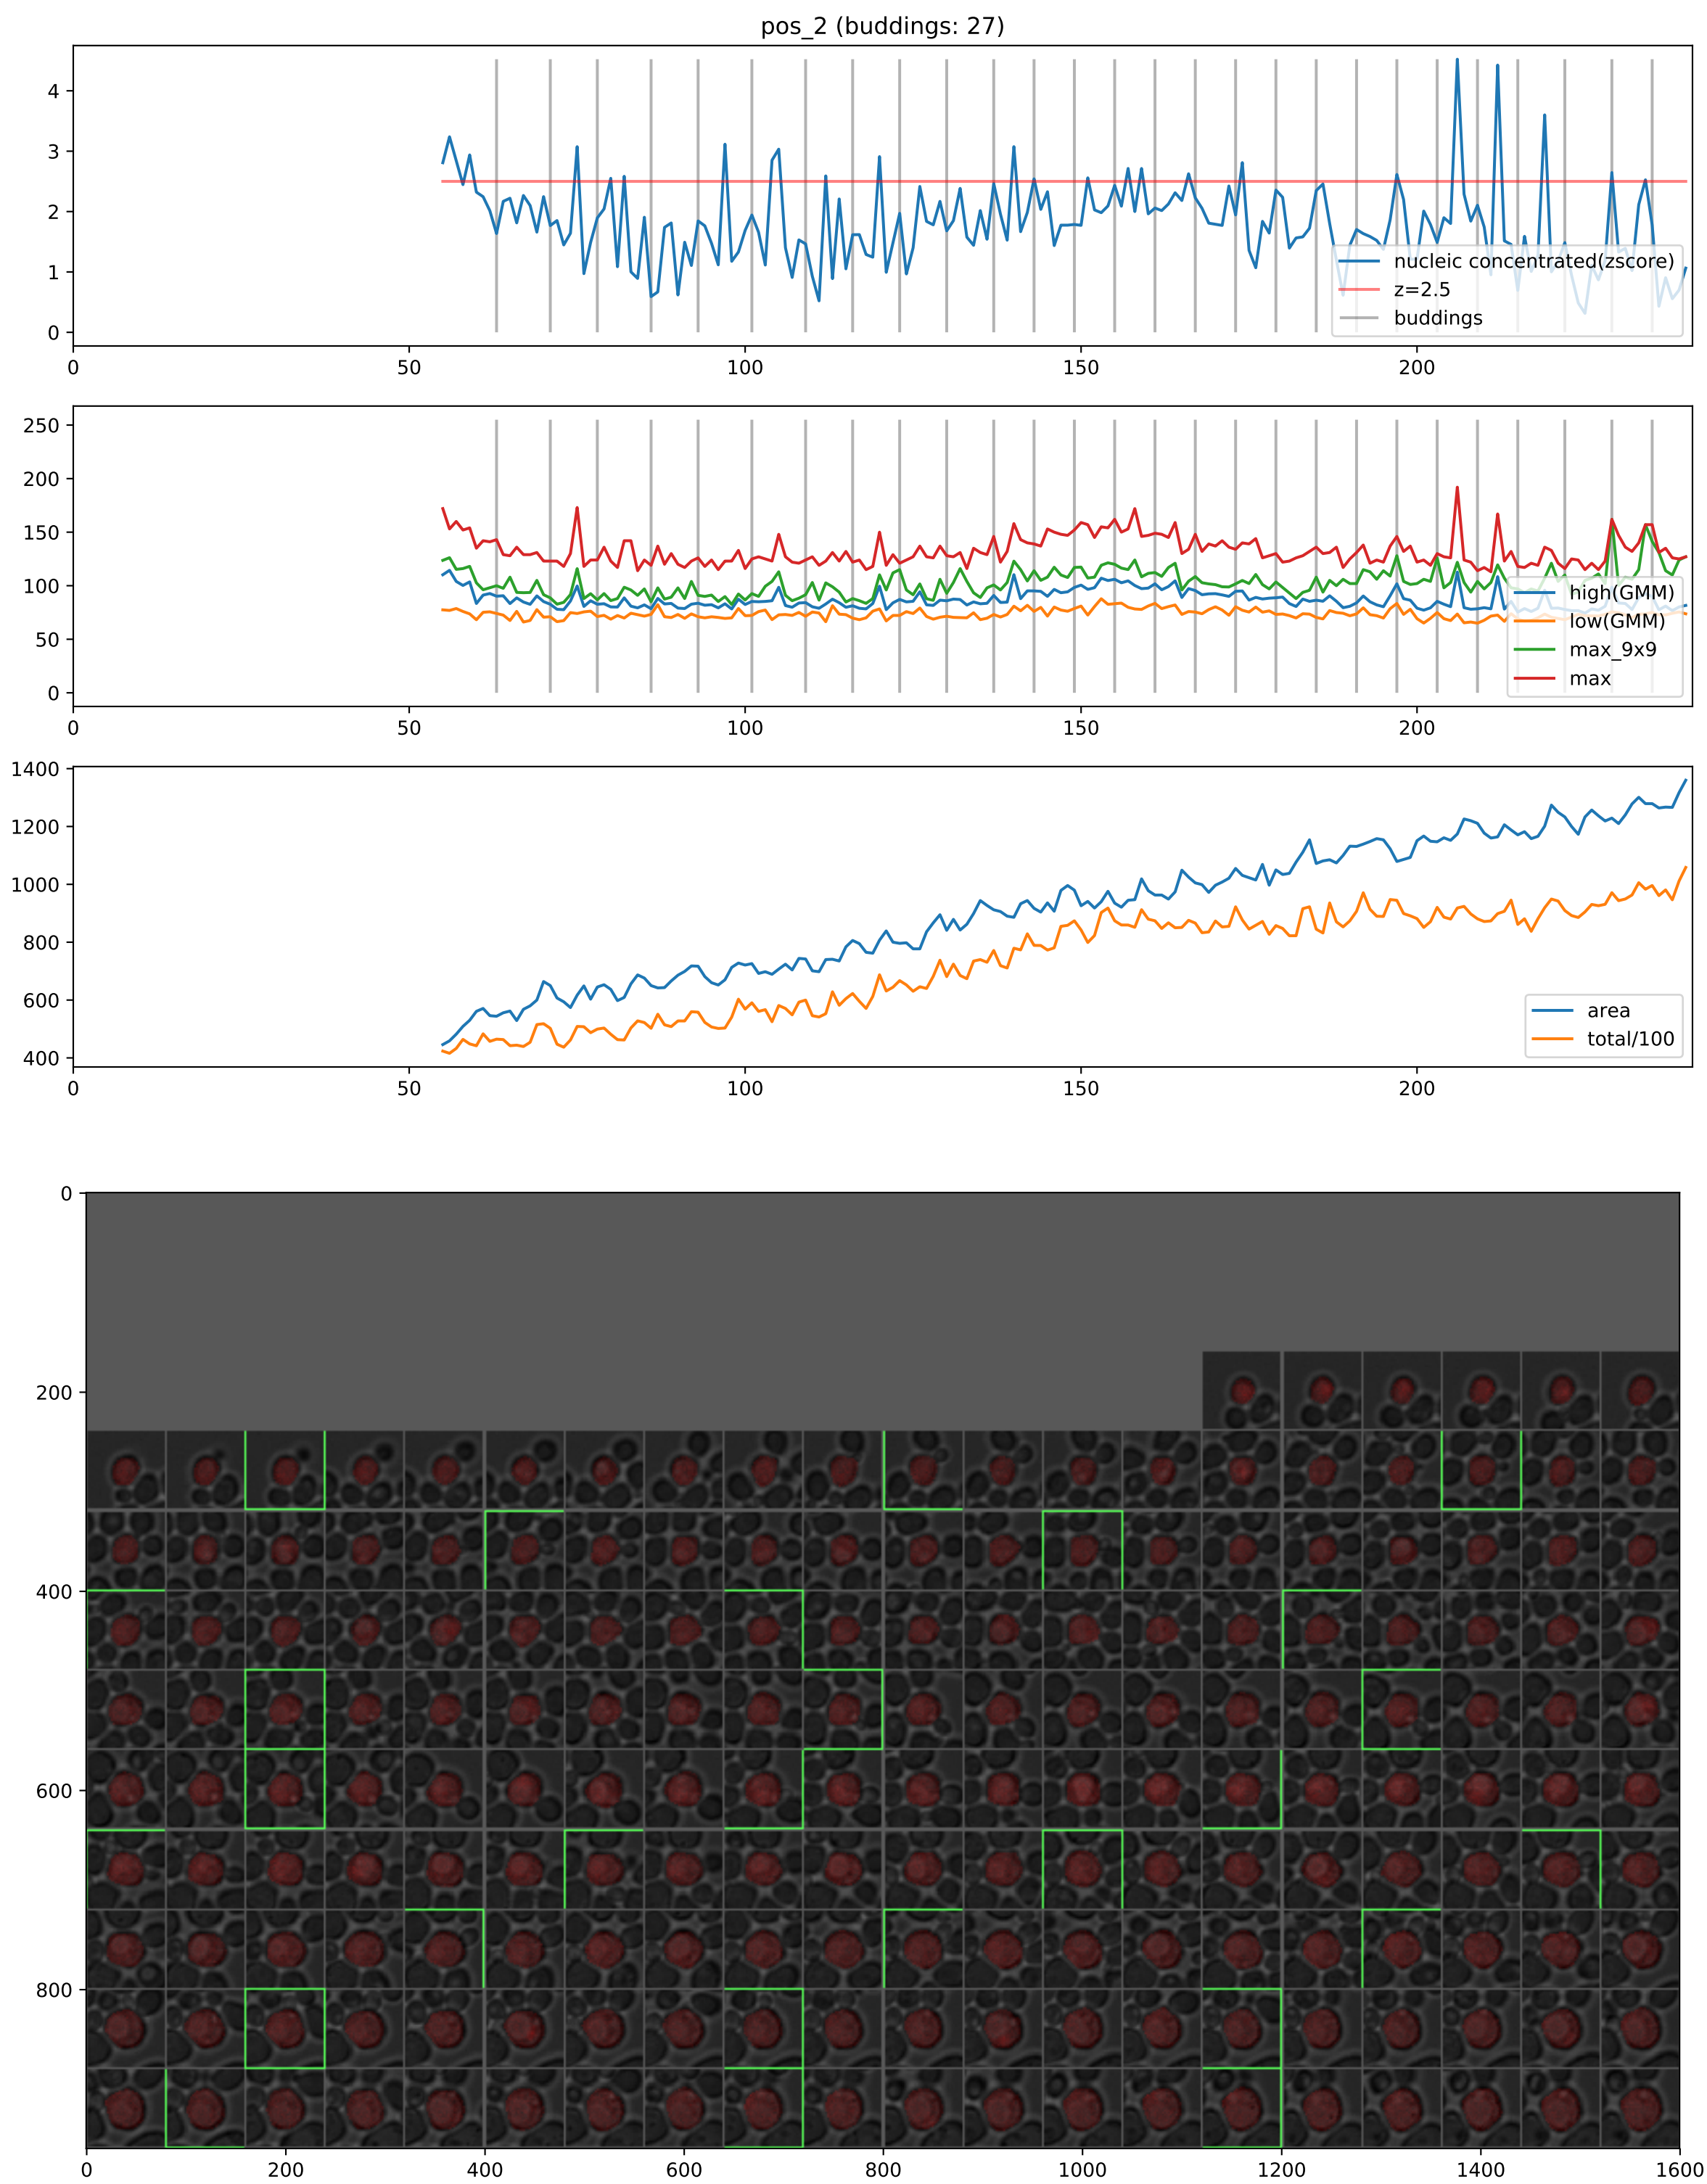 pos_2 (buddings: 27)
4
3
2
1
0
nucleic concentrated(zscore)
z=2.5
buddings
0 50 100 150 200
250
200
150
100
50
0
high(GMM)
low(GMM)
max_9x9
max
0 50 100 150 200
1400
1200
1000
800
600
400
area
total/100
0 50 100 150 200
0
200
400
600
800
0 200 400 600 800 1000 1200 1400 1600